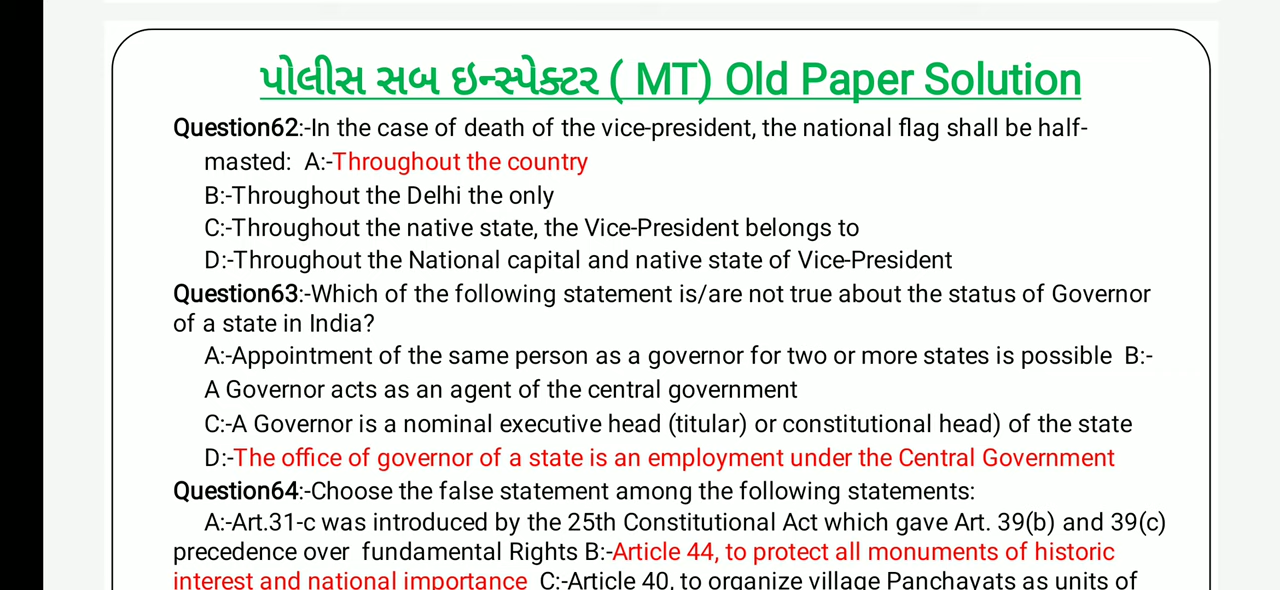 પોલીસ સબ ઇન્સ્પેક્ટર ( MT) Old Paper Solution
Question62:-In the case of death of the vice-president, the national flag shall be half-
masted:  A:-Throughout the country
B:-Throughout the Delhi the only
C:-Throughout the native state, the Vice-President belongs to
D:-Throughout the National capital and native state of Vice-President
Question63:-Which of the following statement is/are not true about the status of Governor
of a state in India?
A:-Appointment of the same person as a governor for two or more states is possible  B:-
A Governor acts as an agent of the central government
C:-A Governor is a nominal executive head (titular) or constitutional head) of the state
D:-The office of governor of a state is an employment under the Central Government
Question64:-Choose the false statement among the following statements:
A:-Art.31-c was introduced by the 25th Constitutional Act which gave Art. 39(b) and 39(c)
precedence over  fundamental Rights B:-Article 44, to protect all monuments of historic
interest and national importance  C:-Article 40, to organize village Panchayats as units of